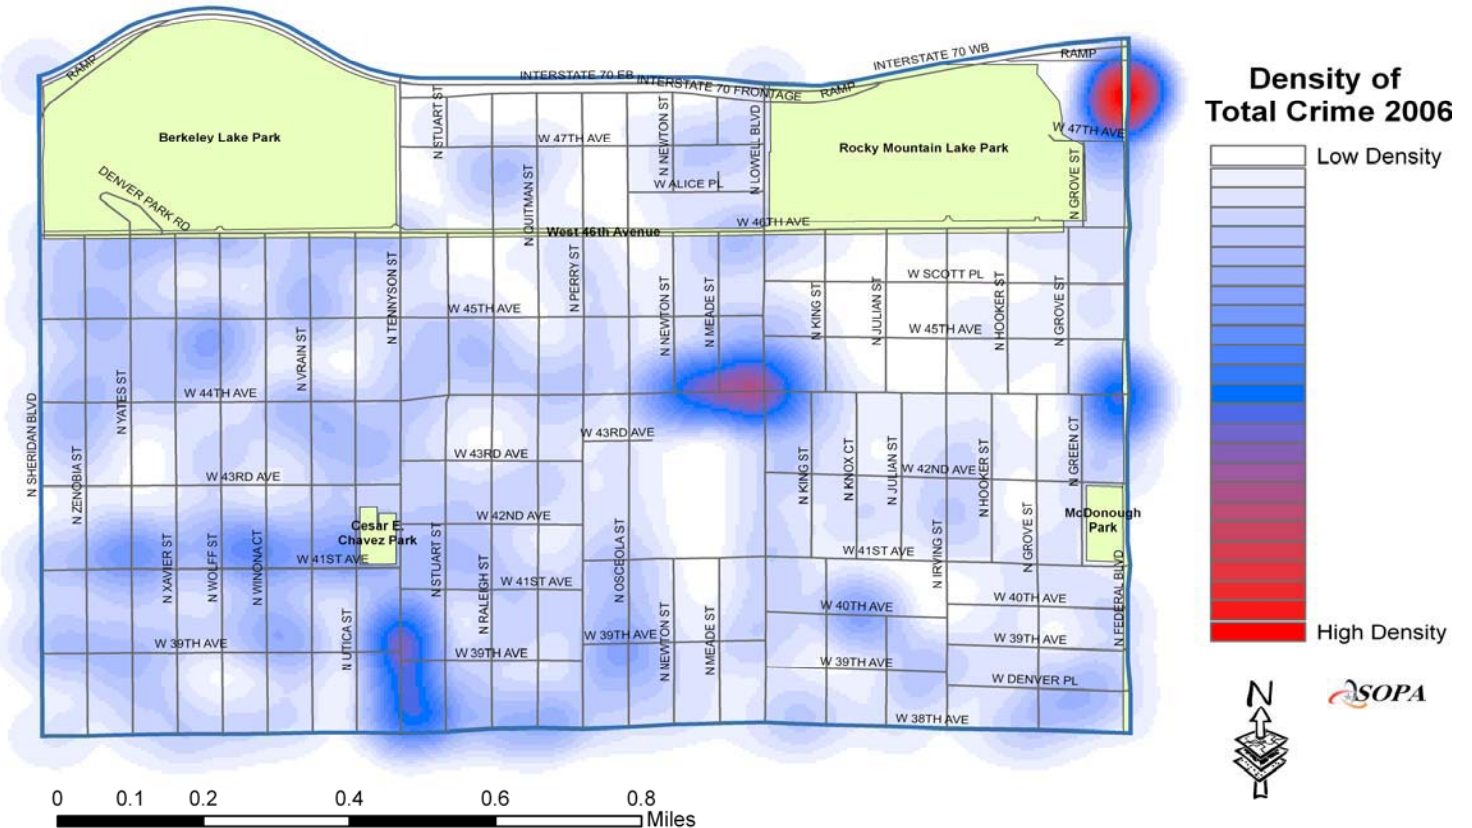 Density of
Total Crime 2006
Low Density
High Density
N
SOPA
RAMP
INTERSTATE 70 EB
INTERSTATE 70 FRONTAGE
RAMP
INTERSTATE 70 WB
RAMP
Berkeley Lake Park
DENVER PARK RD
N STUART ST
W 47TH AVE
N NEWTON ST
N LOWELL BLVD
W ALICE PL
N QUITMAN ST
Rocky Mountain Lake Park
W 47TH AVE
N GROVE ST
W 46TH AVE
West 46th Avenue
N TENNYSON ST
N PERRY ST
W SCOTT PL
W 45TH AVE
N NEWTON ST
N MEADE ST
N KING ST
N JULIAN ST
W 45TH AVE
N HOOKER ST
N GROVE ST
N VRAIN ST
N YATES ST
W 44TH AVE
N SHERIDAN BLVD
N ZENOBIA ST
W 43RD AVE
W 43RD AVE
W 43RD AVE
N KING ST
N KNOX CT
N JULIAN ST
W 42ND AVE
N HOOKER ST
N GREEN CT
Cesar E.
Chavez Park
W 42ND AVE
McDonough
Park
N XAVIER ST
N WOLFF ST
N WINONA CT
W 41ST AVE
N STUART ST
N RALEIGH ST
W 41ST AVE
N OSCEOLA ST
W 41ST AVE
N IRVING ST
N GROVE ST
N FEDERAL BLVD
W 40TH AVE
W 40TH AVE
W 39TH AVE
N UTICA ST
W 39TH AVE
W 39TH AVE
N NEWTON ST
N MEADE ST
W 39TH AVE
W 39TH AVE
W DENVER PL
W 38TH AVE
0 0.1 0.2 0.4 0.6 0.8
Miles